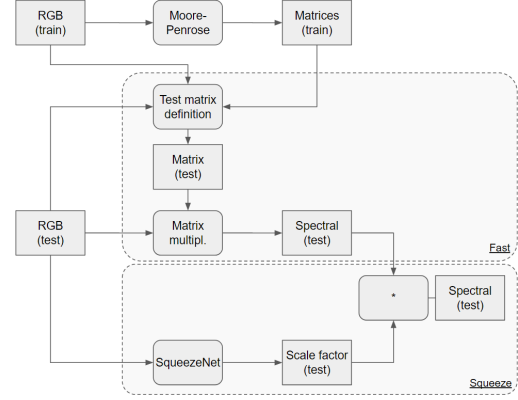 RGB
(train)
Moore-
Penrose
Matrices
(train)
Test matrix
definition
Matrix
(test)
RGB
(test)
Matrix
multipl.
Spectral
(test)
Fast
*
Spectral
(test)
SqueezeNet
Scale factor
(test)
Squeeze